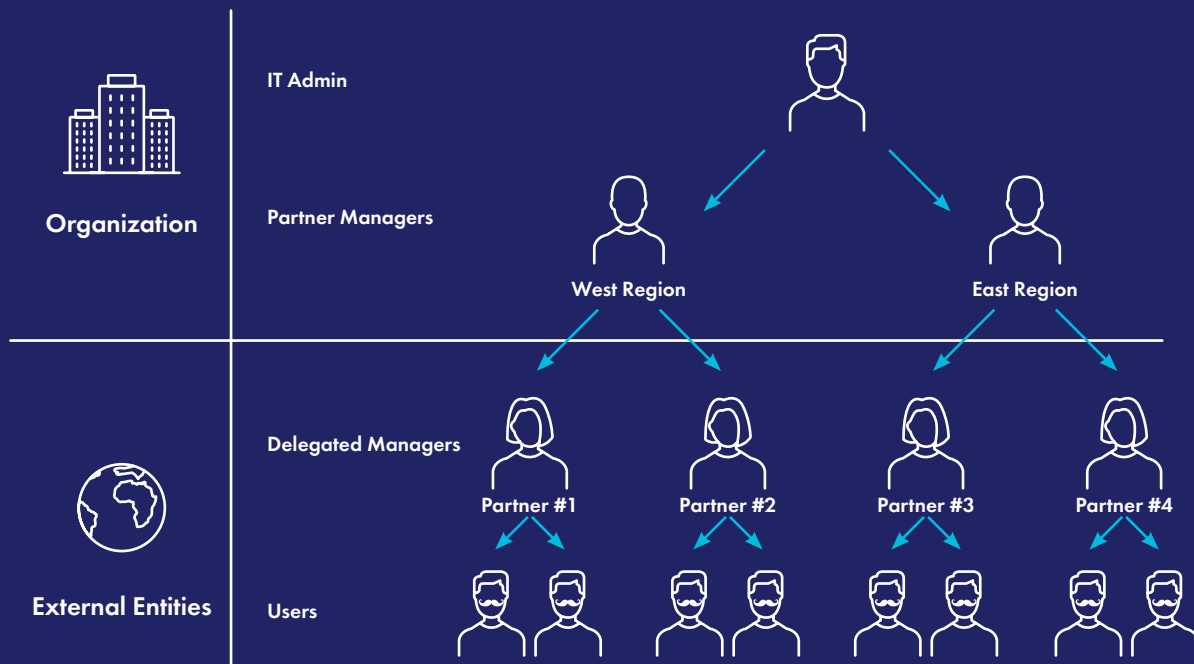 IT Admin
Organization
Partner Managers
West Region
East Region
Delegated Managers
Partner #1
Partner #2
Partner #3
Partner #4
External Entities
Users